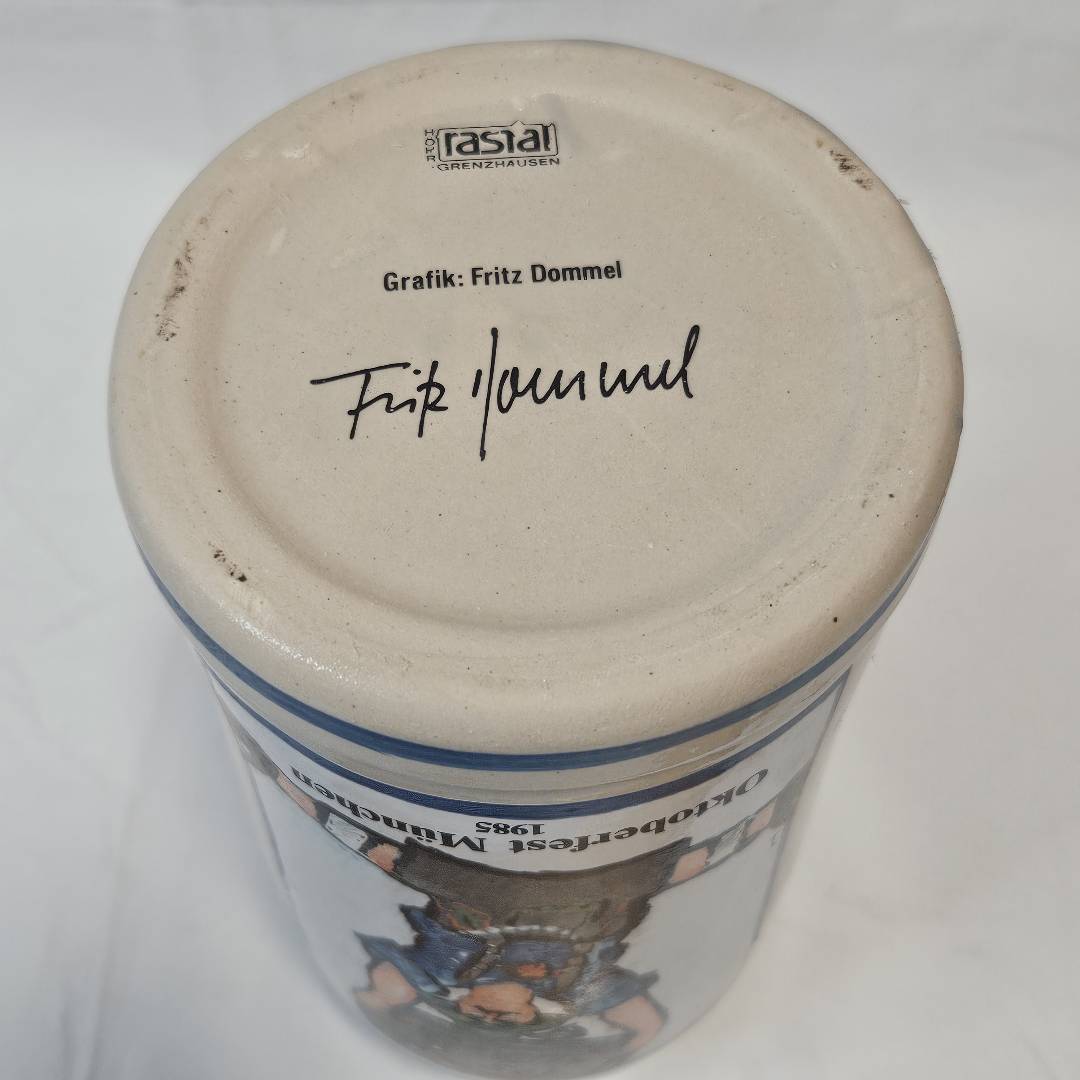 HÖHR
rastal
GRENZHAUSEN
Grafik: Fritz Dommel
Fritz Dommel
Oktoberfest München
1985